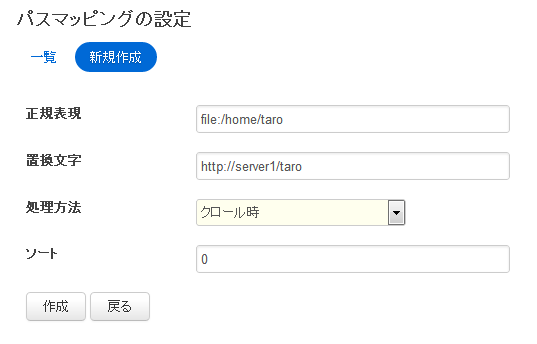 パスマッピングの設定
一覧 新規作成
正規表現 file:/home/taro
置換文字 http://server1/taro
処理方法 クロール時
ソート 0
作成 戻る